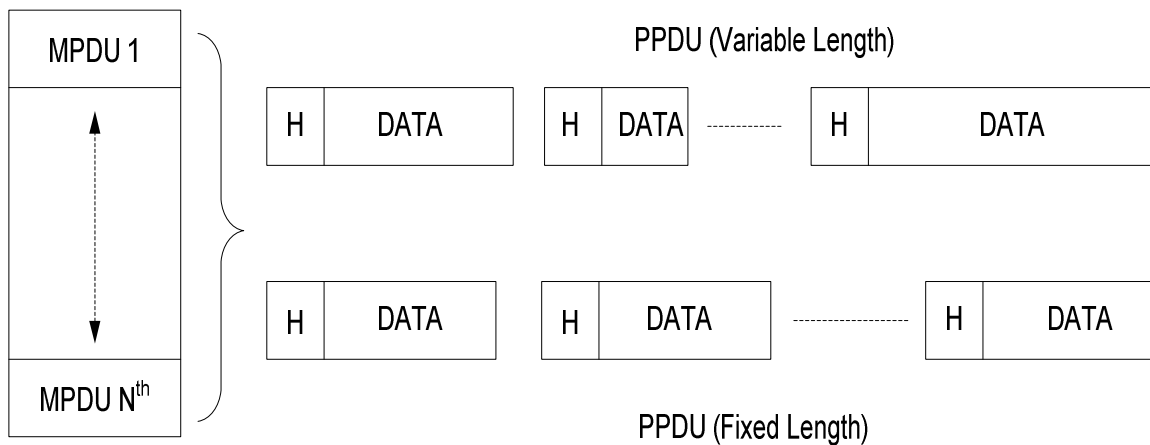 MPDU 1
PPDU (Variable Length)
H DATA H DATA H DATA
H DATA H DATA H DATA
MPDU Nth
PPDU (Fixed Length)